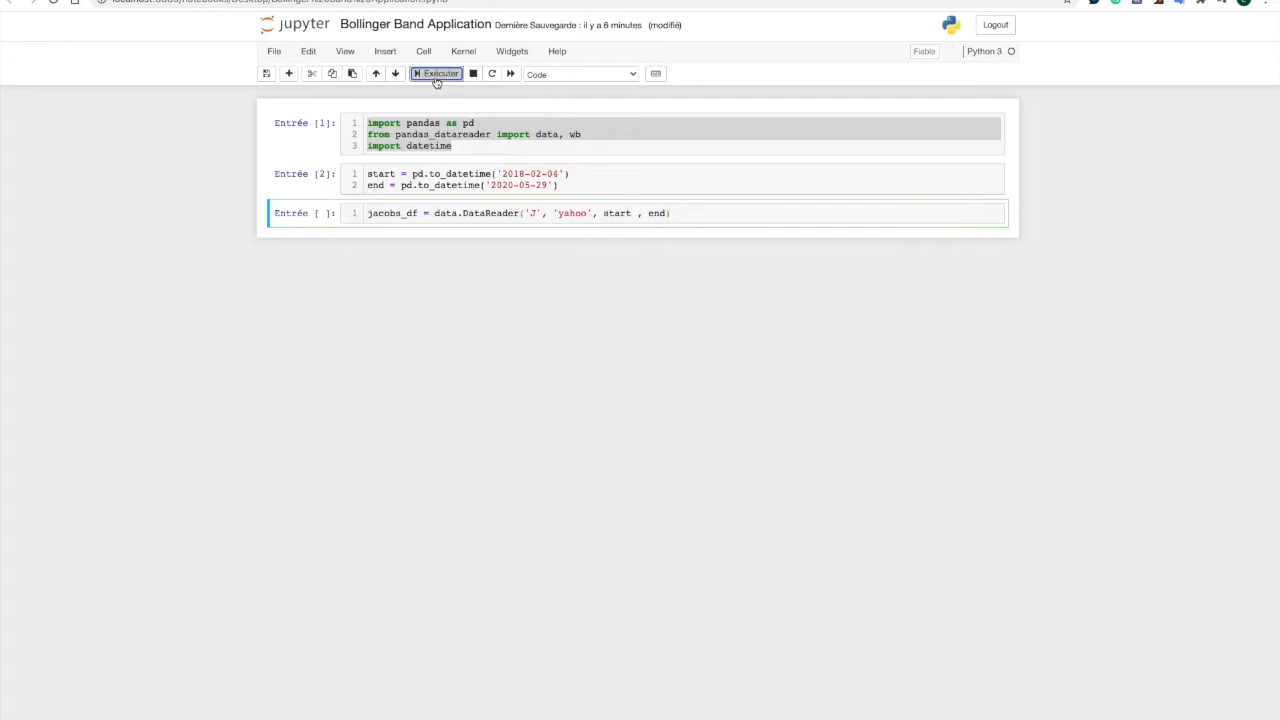 jupyter Bollinger Band Application Dernière Sauvegarde : il y a 6 minutes (modifié) Logout
File Edit View Insert Cell Kernel Widgets Help Fiable Python 3
Exécuter Code
Entrée [1]: 1 import pandas as pd
2 from pandas_datareader import data, wb
3 import datetime
Entrée [2]: 1 start = pd.to_datetime('2018-02-04')
2 end = pd.to_datetime('2020-05-29')
Entrée [ ]: 1 jacobs_df = data.DataReader('J', 'yahoo', start , end)